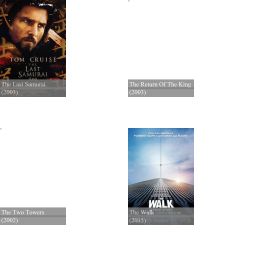 TOM CRUISE
THE
LAST
SAMURAI
The Last Samurai
(2003)
The Return Of The King
(2003)
The Two Towers
(2002)
THE
WALK
The Walk
(2015)